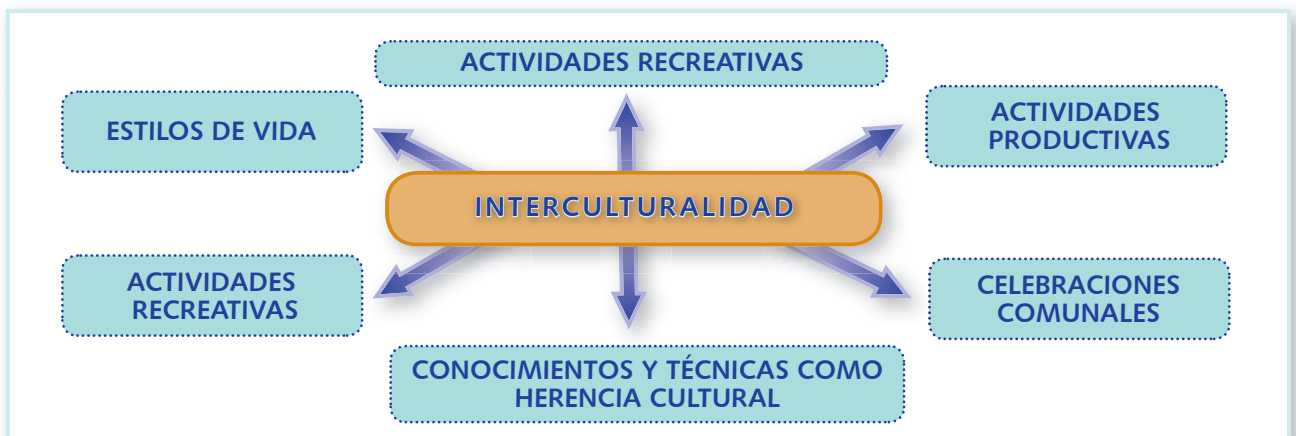 ACTIVIDADES RECREATIVAS
ESTILOS DE VIDA
ACTIVIDADES
PRODUCTIVAS
INTERCULTURALIDAD
ACTIVIDADES
RECREATIVAS
CELEBRACIONES
COMUNALES
CONOCIMIENTOS Y TÉCNICAS COMO
HERENCIA CULTURAL